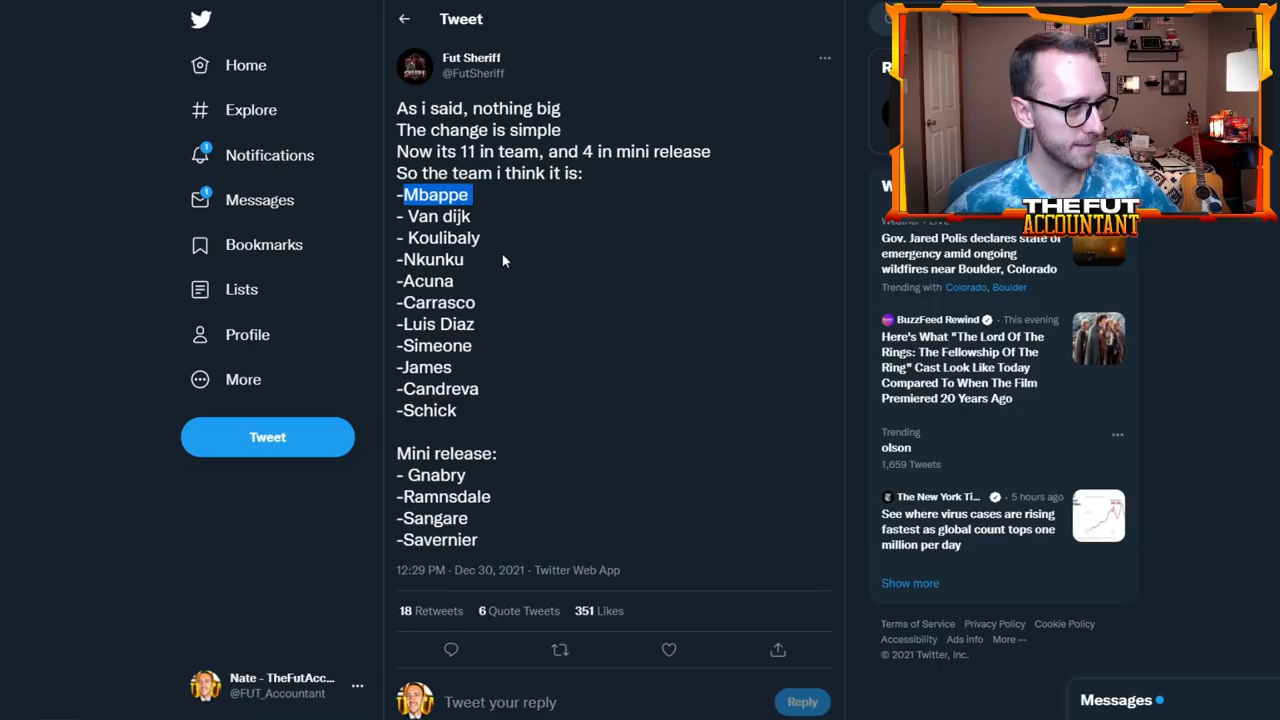 Tweet
Home
Explore
Notifications
Messages
Bookmarks
Lists
Profile
More
Tweet
Nate - TheFutAcc...
@FUT_Accountant
Fut Sheriff
@FutSheriff
As i said, nothing big
The change is simple
Now its 11 in team, and 4 in mini release
So the team i think it is:
-Mbappe
- Van dijk
- Koulibaly
-Nkunku
-Acuna
-Carrasco
-Luis Diaz
-Simeone
-James
-Candreva
-Schick
Mini release:
- Gnabry
-Ramnsdale
-Sangare
-Savernier
12:29 PM · Dec 30, 2021 · Twitter Web App
18 Retweets 6 Quote Tweets 351 Likes
Tweet your reply
Reply
THE FUT
ACCOUNTANT
Gov. Jared Polis declares state of
emergency amid ongoing
wildfires near Boulder, Colorado
Trending with Colorado, Boulder
BuzzFeed Rewind · This evening
Here's What "The Lord Of The
Rings: The Fellowship Of The
Ring" Cast Look Like Today
Compared To When The Film
Premiered 20 Years Ago
Trending
olson
1,659 Tweets
The New York Ti... · 5 hours ago
See where virus cases are rising
fastest as global count tops one
million per day
Show more
Terms of Service Privacy Policy Cookie Policy
Accessibility Ads info More ...
© 2021 Twitter, Inc.
Messages